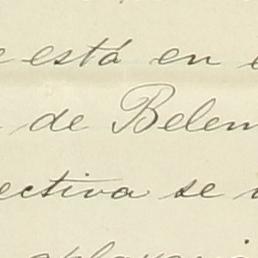 está en
de Belen
ectiva se